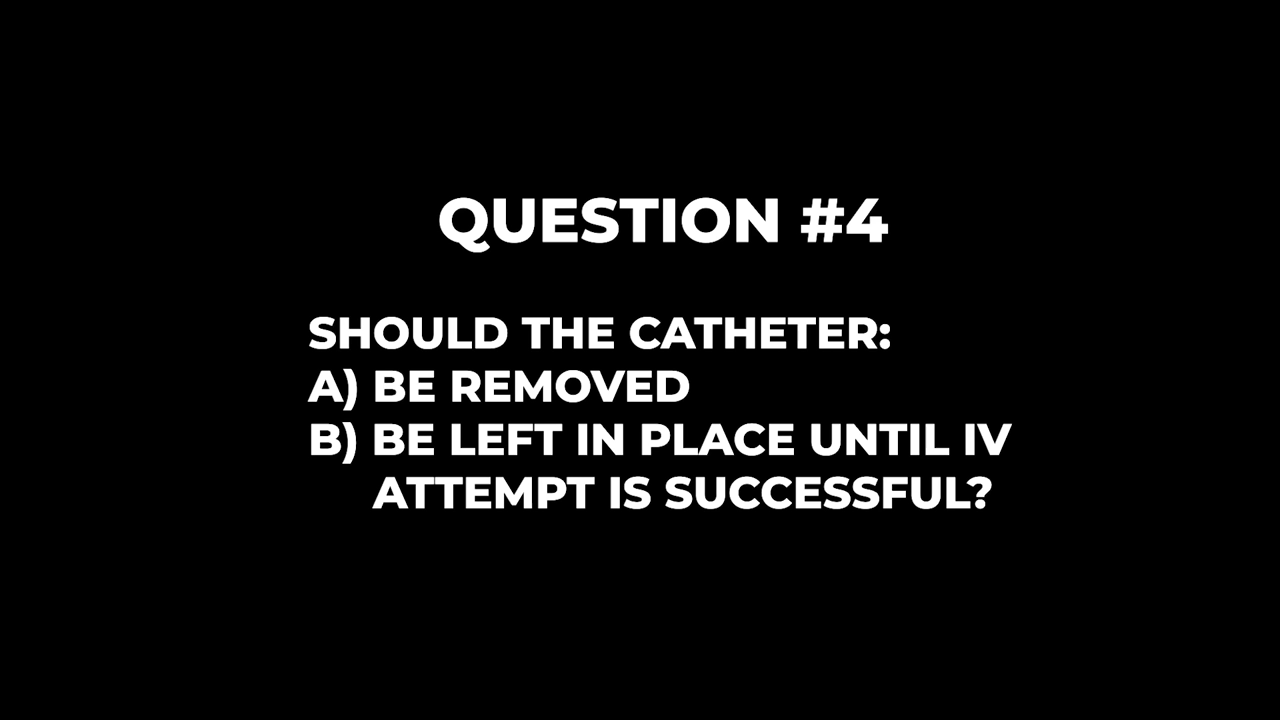 QUESTION #4
SHOULD THE CATHETER:
A) BE REMOVED
B) BE LEFT IN PLACE UNTIL IV
ATTEMPT IS SUCCESSFUL?